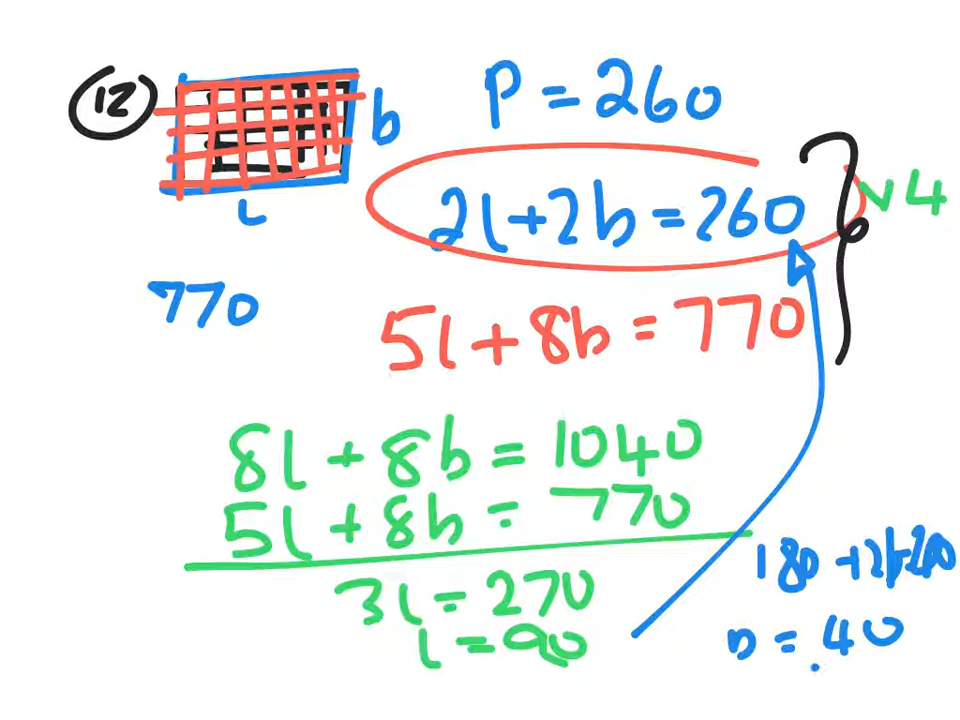 12
b
P = 260
l
2l + 2b = 260
√4
770
5l + 8b = 770
8l + 8b = 1040
5l + 8b = 770
3l = 270
l = 90
180 + 2b = 260
b = 40